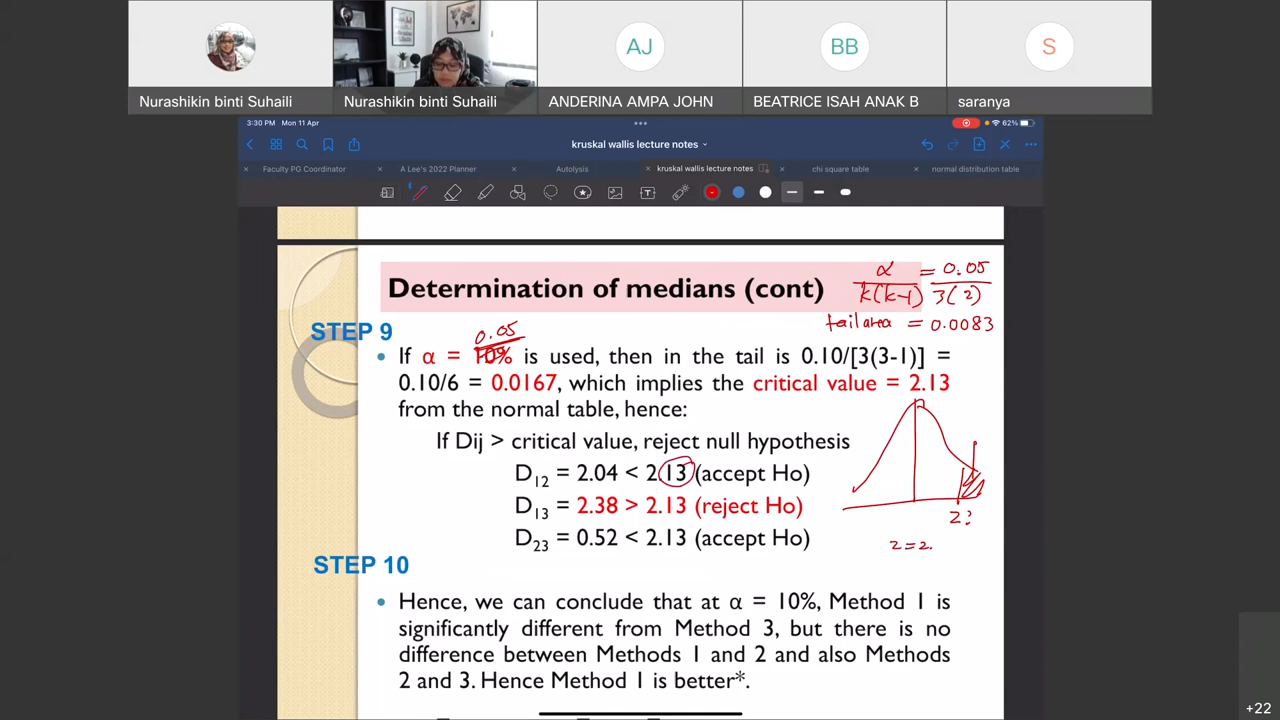 AJ
BB
S
Nurashikin binti Suhaili
Nurashikin binti Suhaili
ANDERINA AMPA JOHN
BEATRICE ISAH ANAK B
saranya
3:30 PM Mon 11 Apr
62%
kruskal wallis lecture notes
Faculty PG Coordinator
A Lee's 2022 Planner
Autolysis
kruskal wallis lecture notes
chi square table
normal distribution table
Determination of medians (cont)
α/k(k-1) = 0.05/3(2)
tail area = 0.0083
STEP 9
0.05
• If α = 10% is used, then in the tail is 0.10/[3(3-1)] =
0.10/6 = 0.0167, which implies the critical value = 2.13
from the normal table, hence:
If Dij > critical value, reject null hypothesis
D12 = 2.04 < 2.13 (accept Ho)
D13 = 2.38 > 2.13 (reject Ho)
D23 = 0.52 < 2.13 (accept Ho)
z?
z = 2.
STEP 10
• Hence, we can conclude that at α = 10%, Method 1 is
significantly different from Method 3, but there is no
difference between Methods 1 and 2 and also Methods
2 and 3. Hence Method 1 is better*.
+22